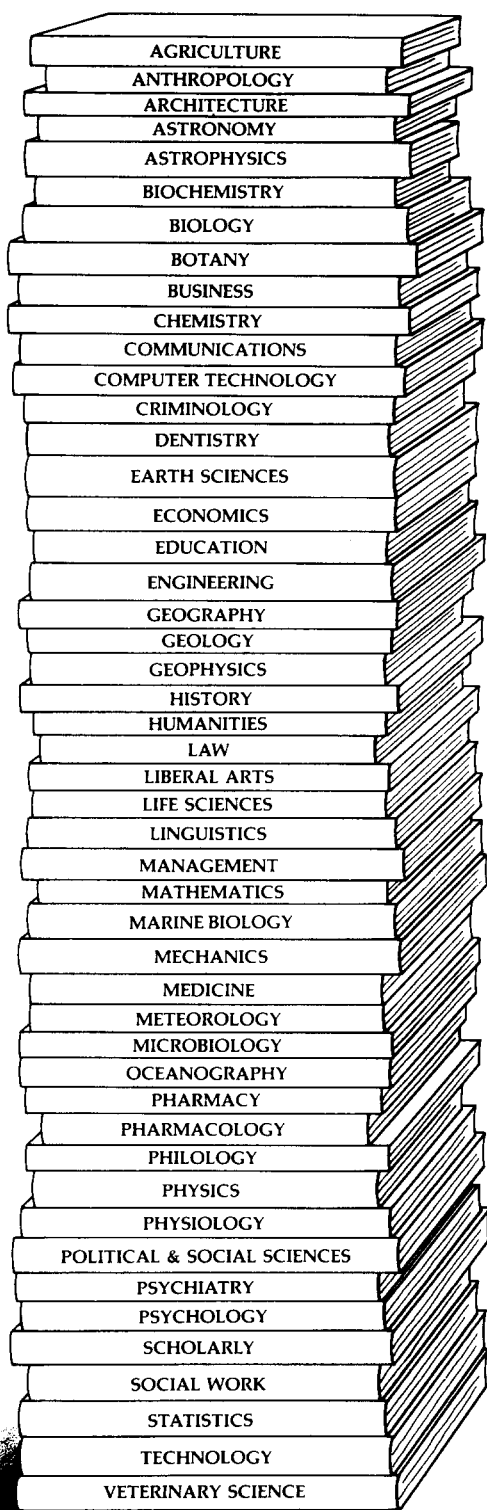 AGRICULTURE
ANTHROPOLOGY
ARCHITECTURE
ASTRONOMY
ASTROPHYSICS
BIOCHEMISTRY
BIOLOGY
BOTANY
BUSINESS
CHEMISTRY
COMMUNICATIONS
COMPUTER TECHNOLOGY
CRIMINOLOGY
DENTISTRY
EARTH SCIENCES
ECONOMICS
EDUCATION
ENGINEERING
GEOGRAPHY
GEOLOGY
GEOPHYSICS
HISTORY
HUMANITIES
LAW
LIBERAL ARTS
LIFE SCIENCES
LINGUISTICS
MANAGEMENT
MATHEMATICS
MARINE BIOLOGY
MECHANICS
MEDICINE
METEOROLOGY
MICROBIOLOGY
OCEANOGRAPHY
PHARMACY
PHARMACOLOGY
PHILOLOGY
PHYSICS
PHYSIOLOGY
POLITICAL & SOCIAL SCIENCES
PSYCHIATRY
PSYCHOLOGY
SCHOLARLY
SOCIAL WORK
STATISTICS
TECHNOLOGY
VETERINARY SCIENCE